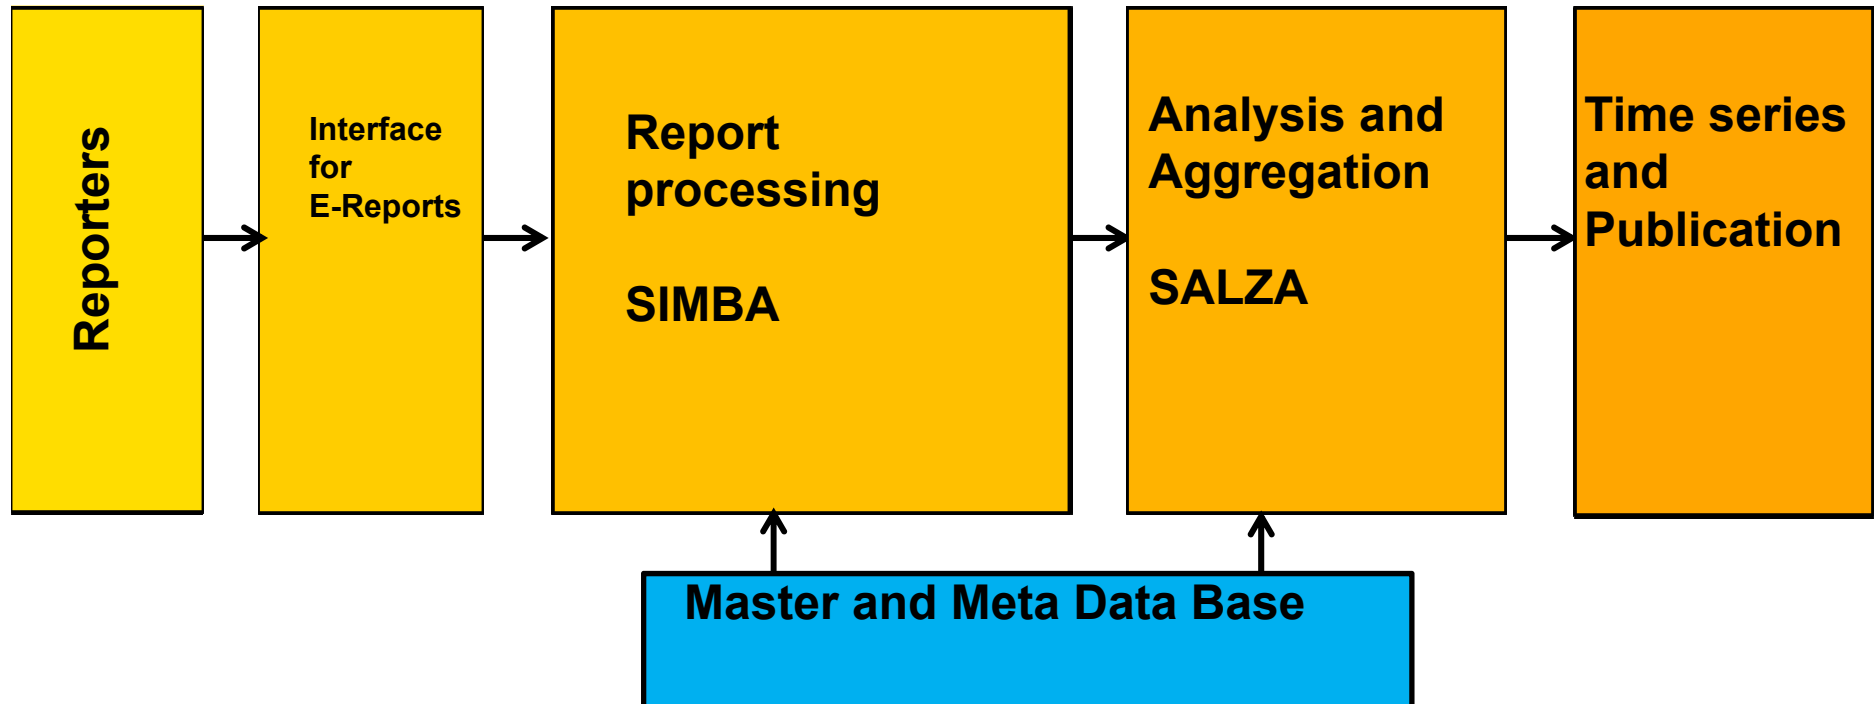 Reporters
Interface
for
E-Reports
Report
processing
SIMBA
Analysis and
Aggregation
SALZA
Time series
and
Publication
Master and Meta Data Base